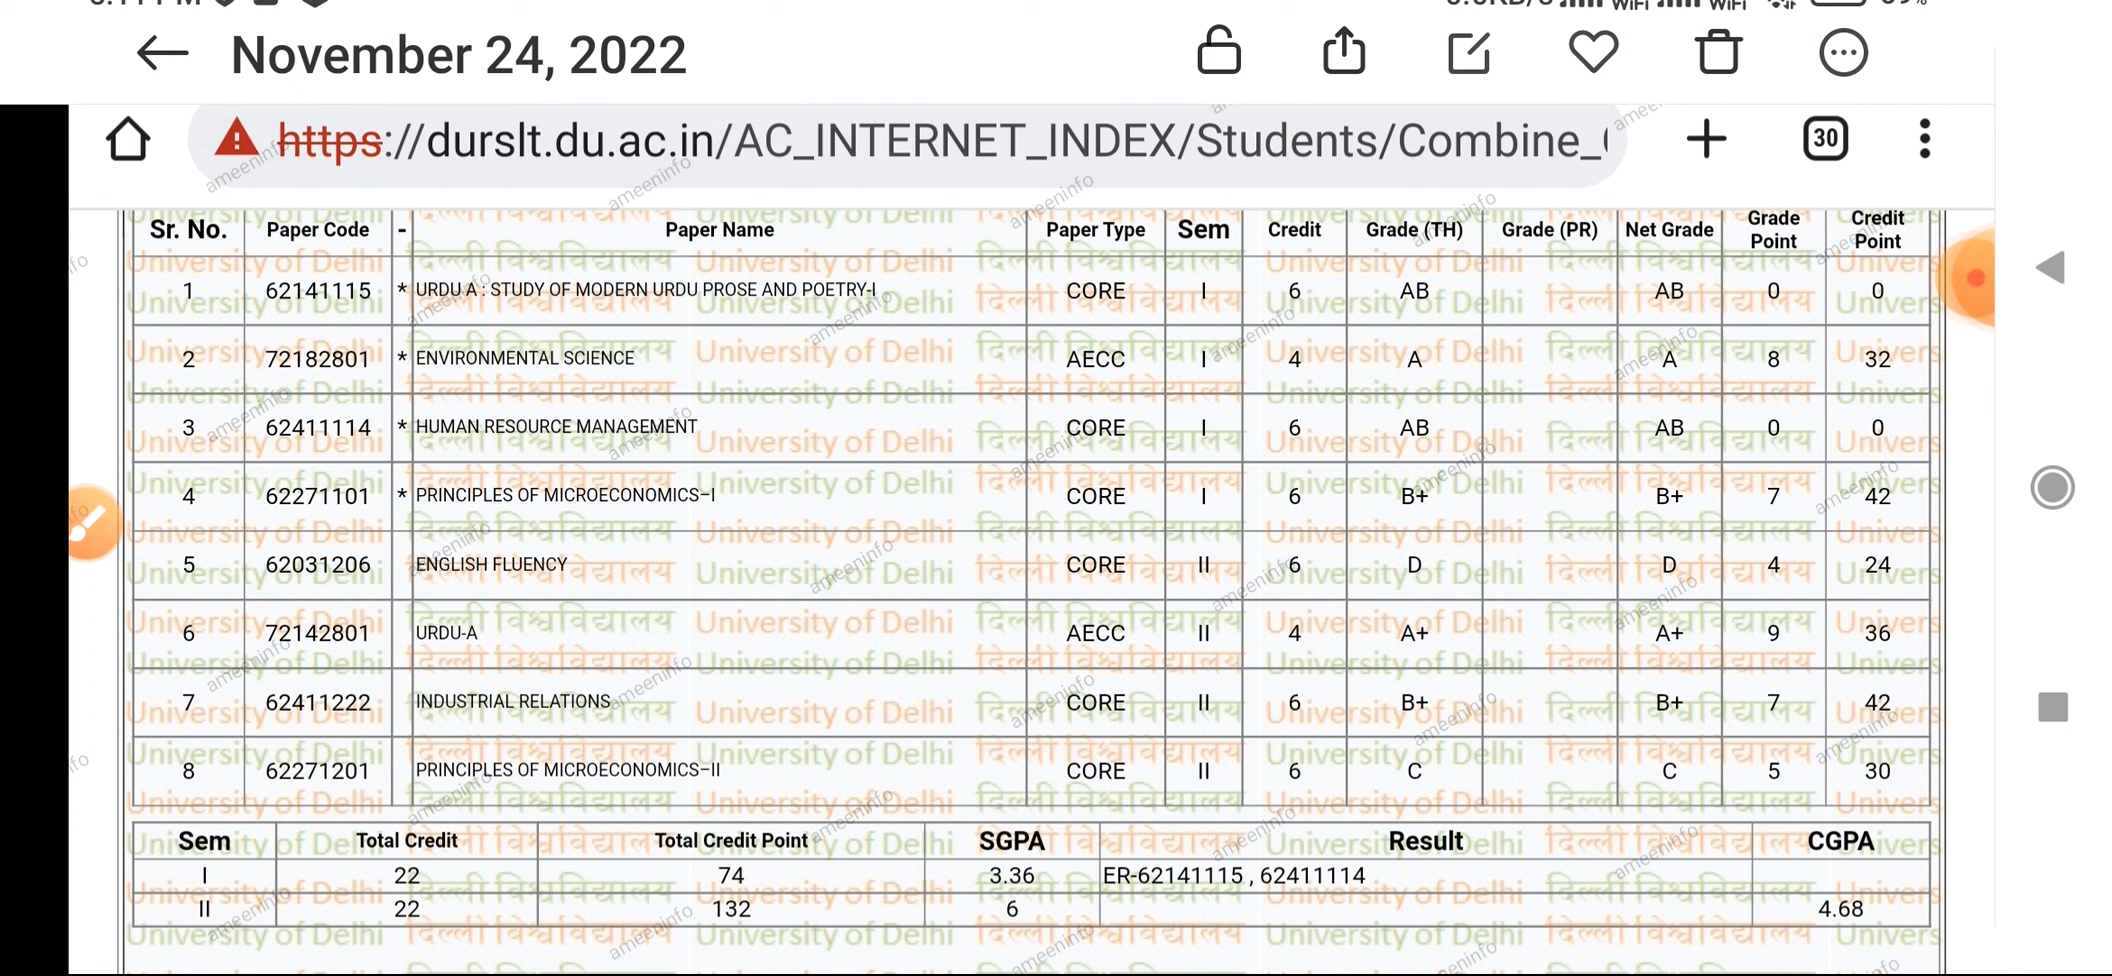 November 24, 2022
https://durslt.du.ac.in/AC_INTERNET_INDEX/Students/Combine_
30
Sr. No. Paper Code - Paper Name Paper Type Sem Credit Grade (TH) Grade (PR) Net Grade Grade Point Credit Point
1 62141115 * URDU A : STUDY OF MODERN URDU PROSE AND POETRY-I CORE I 6 AB AB 0 0
2 72182801 * ENVIRONMENTAL SCIENCE AECC I 4 A A 8 32
3 62411114 * HUMAN RESOURCE MANAGEMENT CORE I 6 AB AB 0 0
4 62271101 * PRINCIPLES OF MICROECONOMICS–I CORE I 6 B+ B+ 7 42
5 62031206 ENGLISH FLUENCY CORE II 6 D D 4 24
6 72142801 URDU-A AECC II 4 A+ A+ 9 36
7 62411222 INDUSTRIAL RELATIONS CORE II 6 B+ B+ 7 42
8 62271201 PRINCIPLES OF MICROECONOMICS–II CORE II 6 C C 5 30
Sem Total Credit Total Credit Point SGPA Result CGPA
I 22 74 3.36 ER-62141115 , 62411114
II 22 132 6 4.68